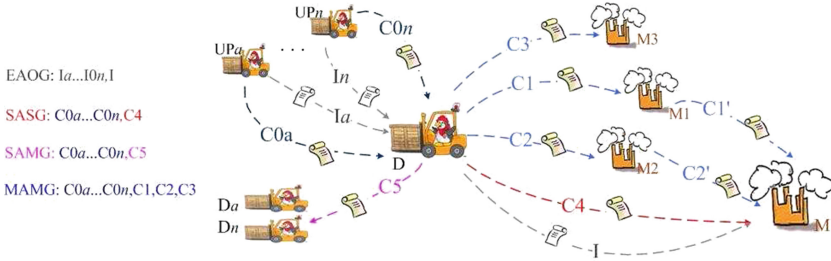 UPn
C0n
UPa
. . .
C3
M3
EAOG: Ia...I0n,I
In
C1
M1
C1'
SASG: C0a...C0n,C4
Ia
C0a
D
C2
M2
C2'
SAMG: C0a...C0n,C5
C5
MAMG: C0a...C0n,C1,C2,C3
Da
Dn
C4
M
I